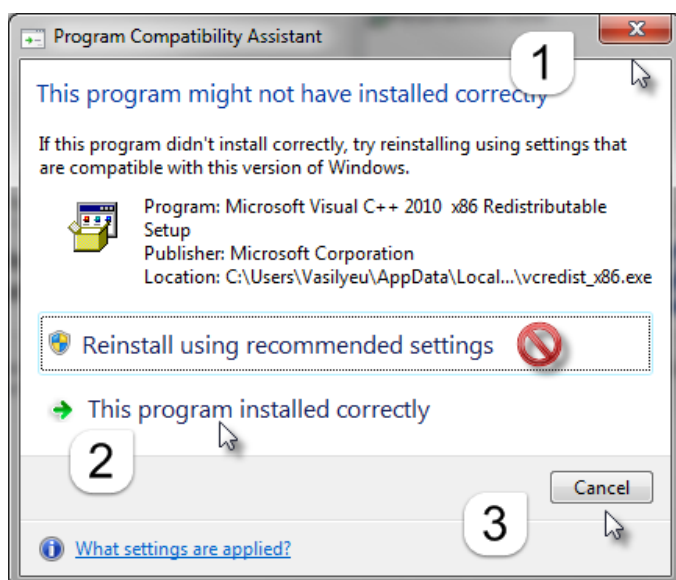 Program Compatibility Assistant
X
1
This program might not have installed correctly
If this program didn't install correctly, try reinstalling using settings that
are compatible with this version of Windows.
Program: Microsoft Visual C++ 2010  x86 Redistributable
Setup
Publisher: Microsoft Corporation
Location: C:\Users\Vasilyeu\AppData\Local...\vcredist_x86.exe
Reinstall using recommended settings
This program installed correctly
2
Cancel
3
What settings are applied?